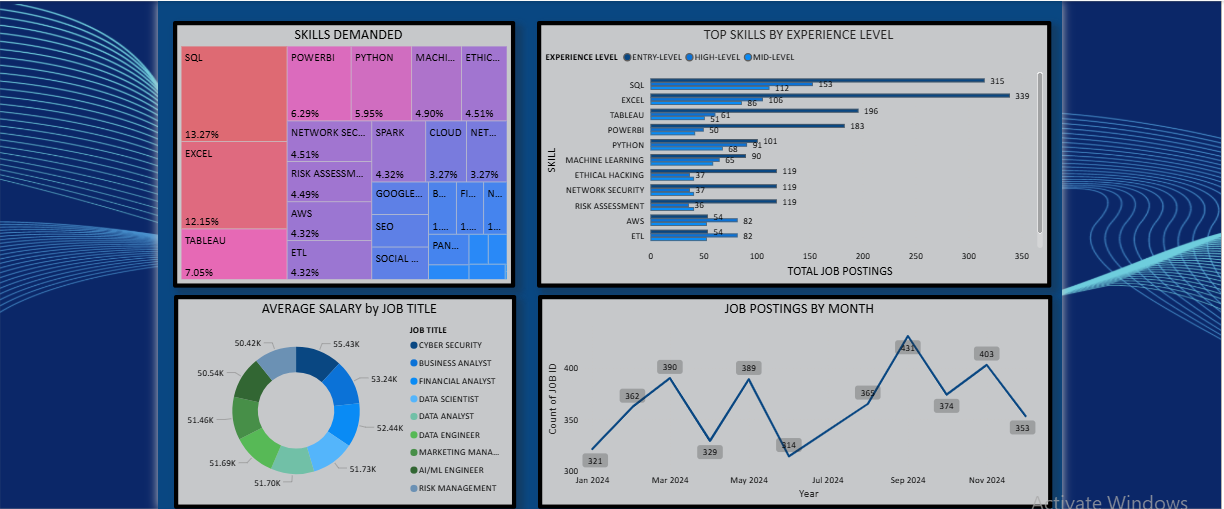 SKILLS DEMANDED
SQL
13.27%
EXCEL
12.15%
TABLEAU
7.05%
POWERBI
6.29%
PYTHON
5.95%
MACHI...
4.90%
ETHIC...
4.51%
NETWORK SEC...
4.51%
RISK ASSESSM...
4.49%
AWS
4.32%
ETL
4.32%
SPARK
4.32%
CLOUD
3.27%
NET...
3.27%
GOOGLE...
SEO
SOCIAL ...
B...
1....
FI...
1....
N...
1...
PAN...
TOP SKILLS BY EXPERIENCE LEVEL
EXPERIENCE LEVEL ENTRY-LEVEL HIGH-LEVEL MID-LEVEL
SKILL
SQL 315 153 112
EXCEL 339 106 86
TABLEAU 196 61 51
POWERBI 183 50
PYTHON 101 91 68
MACHINE LEARNING 90 65
ETHICAL HACKING 119 37
NETWORK SECURITY 119 37
RISK ASSESSMENT 119 36
AWS 54 82
ETL 54 82
0 50 100 150 200 250 300 350
TOTAL JOB POSTINGS
AVERAGE SALARY by JOB TITLE
55.43K
53.24K
52.44K
51.73K
51.70K
51.69K
51.46K
50.54K
50.42K
JOB TITLE
CYBER SECURITY
BUSINESS ANALYST
FINANCIAL ANALYST
DATA SCIENTIST
DATA ANALYST
DATA ENGINEER
MARKETING MANA...
AI/ML ENGINEER
RISK MANAGEMENT
JOB POSTINGS BY MONTH
Count of JOB ID
400
350
300
321
362
390
329
389
314
365
431
374
403
353
Jan 2024 Mar 2024 May 2024 Jul 2024 Sep 2024 Nov 2024
Year
Activate Windows